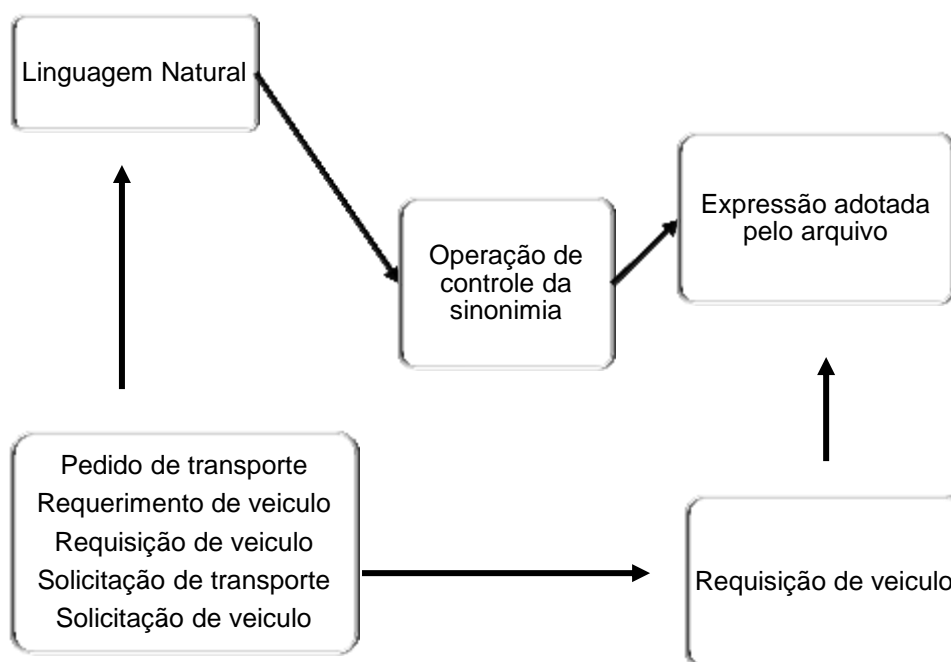 Linguagem Natural
Expressão adotada
pelo arquivo
Operação de
controle da
sinonimia
Pedido de transporte
Requerimento de veiculo
Requisição de veiculo
Solicitação de transporte
Solicitação de veiculo
Requisição de veiculo